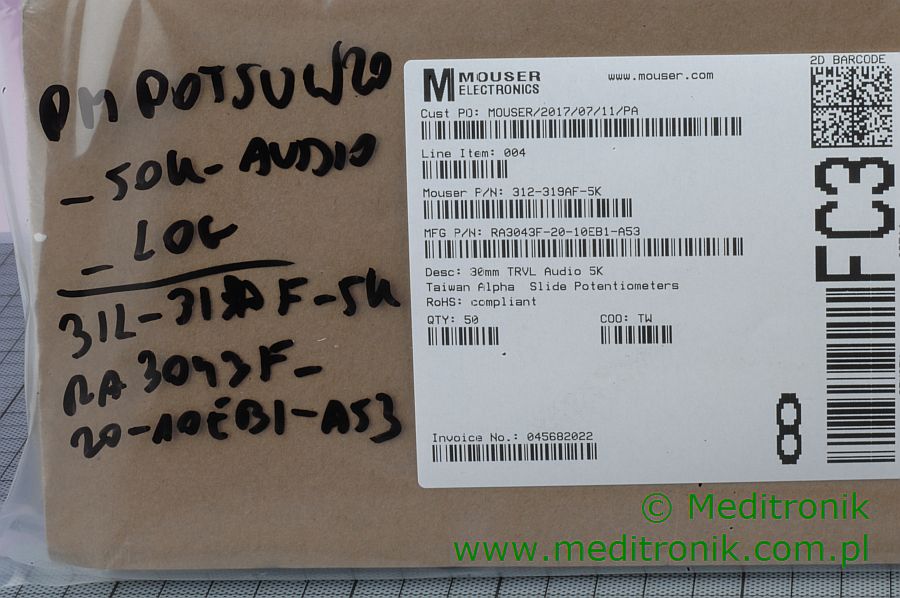 PM POTSUW20
_50K-AUDIO
_LOG
312-319AF-5K
RA3043F-
20-10EB1-A53
MOUSER
ELECTRONICS
www.mouser.com
2D BARCODE
Cust PO: MOUSER/2017/07/11/PA
Line Item: 004
Mouser P/N: 312-319AF-5K
MFG P/N: RA3043F-20-10EB1-A53
Desc: 30mm TRVL Audio 5K
Taiwan Alpha Slide Potentiometers
RoHS: compliant
QTY: 50
COO: TW
Invoice No.: 045682022
FC3
8
© Meditronik
www.meditronik.com.pl